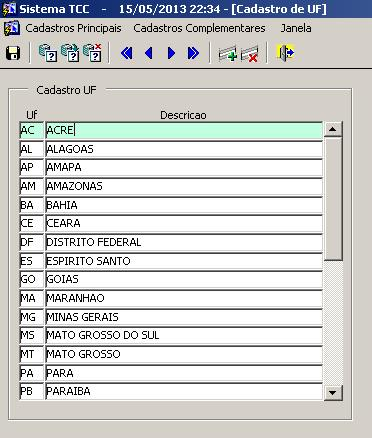 Sistema TCC - 15/05/2013 22:34 - [Cadastro de UF]
Cadastros Principais Cadastros Complementares Janela
Cadastro UF
Uf Descricao
AC ACRE
AL ALAGOAS
AP AMAPA
AM AMAZONAS
BA BAHIA
CE CEARA
DF DISTRITO FEDERAL
ES ESPIRITO SANTO
GO GOIAS
MA MARANHAO
MG MINAS GERAIS
MS MATO GROSSO DO SUL
MT MATO GROSSO
PA PARA
PB PARAIBA